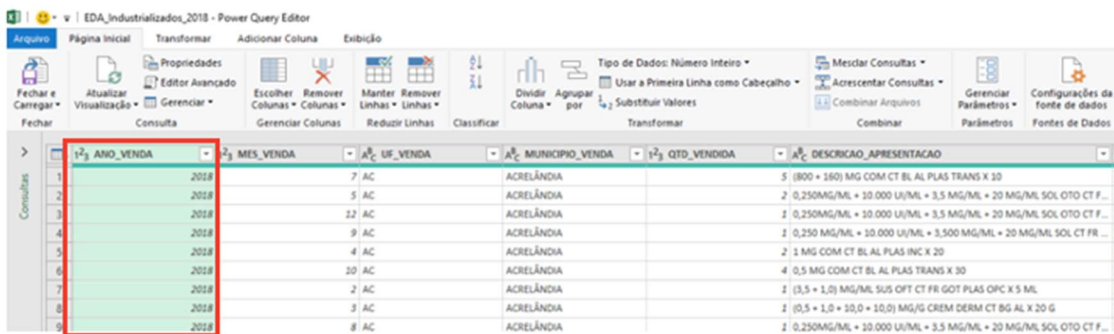 EDA_Industrializados_2018 - Power Query Editor
Arquivo Página Inicial Transformar Adicionar Coluna Exibição
Fechar e Carregar
Fechar
Atualizar Visualização
Propriedades
Editor Avançado
Gerenciar
Consulta
Escolher Colunas
Remover Colunas
Gerenciar Colunas
Manter Linhas
Remover Linhas
Reduzir Linhas
Classificar
Dividir Coluna
Agrupar por
Tipo de Dados: Número Inteiro
Usar a Primeira Linha como Cabeçalho
Substituir Valores
Transformar
Mesclar Consultas
Acrescentar Consultas
Combinar Arquivos
Combinar
Gerenciar Parâmetros
Parâmetros
Configurações da fonte de dados
Fontes de Dados
Consultas
ANO_VENDA MES_VENDA UF_VENDA MUNICIPIO_VENDA QTD_VENDIDA DESCRICAO_APRESENTACAO
1 2018 7 AC ACRELÂNDIA 5 (800 + 160) MG COM CT BL AL PLAS TRANS X 10
2 2018 5 AC ACRELÂNDIA 2 0,250MG/ML + 10.000 UI/ML + 3,5 MG/ML + 20 MG/ML SOL OTO CT F...
3 2018 12 AC ACRELÂNDIA 1 0,250MG/ML + 10.000 UI/ML + 3,5 MG/ML + 20 MG/ML SOL OTO CT F...
4 2018 9 AC ACRELÂNDIA 1 0,250 MG/ML + 10.000 UI/ML + 3,500 MG/ML + 20 MG/ML SOL CT FR ...
5 2018 4 AC ACRELÂNDIA 2 1 MG COM CT BL AL PLAS INC X 20
6 2018 10 AC ACRELÂNDIA 4 0,5 MG COM CT BL AL PLAS TRANS X 30
7 2018 2 AC ACRELÂNDIA 1 (3,5 + 1,0) MG/ML SUS OFT CT FR GOT PLAS OPC X 5 ML
8 2018 3 AC ACRELÂNDIA 1 (0,5 + 1,0 + 10,0 + 10,0) MG/G CREM DERM CT BG AL X 20 G
9 2018 8 AC ACRELÂNDIA 1 0,250MG/ML + 10.000 UI/ML + 3,5 MG/ML + 20 MG/ML SOL OTO CT F...